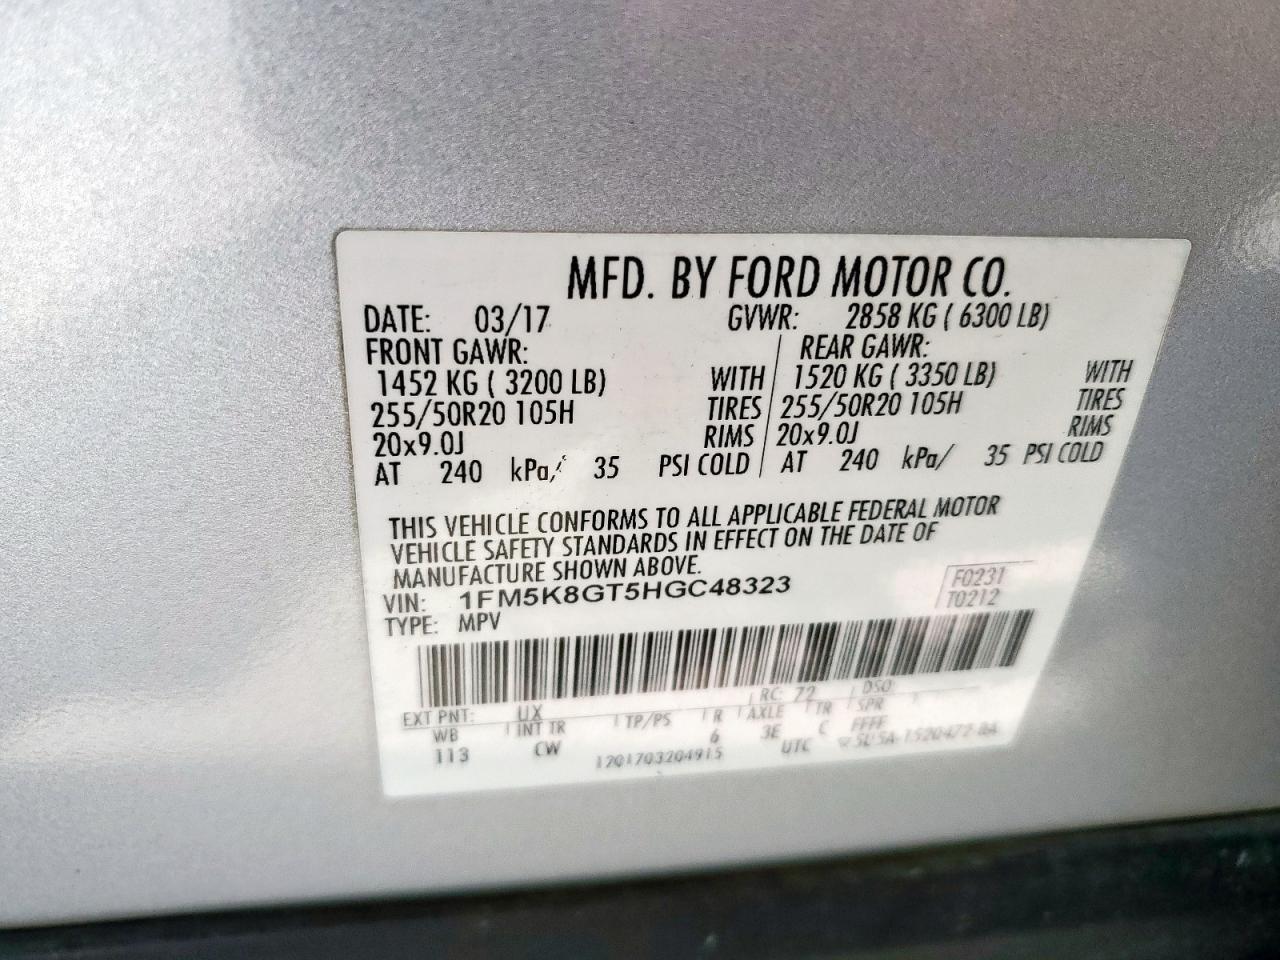 MFD. BY FORD MOTOR CO.
DATE: 03/17 GVWR: 2858 KG ( 6300 LB)
FRONT GAWR: REAR GAWR:
1452 KG ( 3200 LB) WITH 1520 KG ( 3350 LB) WITH
255/50R20 105H TIRES 255/50R20 105H TIRES
20x9.0J RIMS 20x9.0J RIMS
AT 240 kPa/ 35 PSI COLD AT 240 kPa/ 35 PSI COLD
THIS VEHICLE CONFORMS TO ALL APPLICABLE FEDERAL MOTOR
VEHICLE SAFETY STANDARDS IN EFFECT ON THE DATE OF
MANUFACTURE SHOWN ABOVE.
VIN: 1FM5K8GT5HGC48323 F0231
TYPE: MPV T0212
EXT PNT: UX RC: 72 DSO:
WB INT TR TP/PS R AXLE TR SPR
113 CW 6 3E C FFFF
1201703204915 UTC